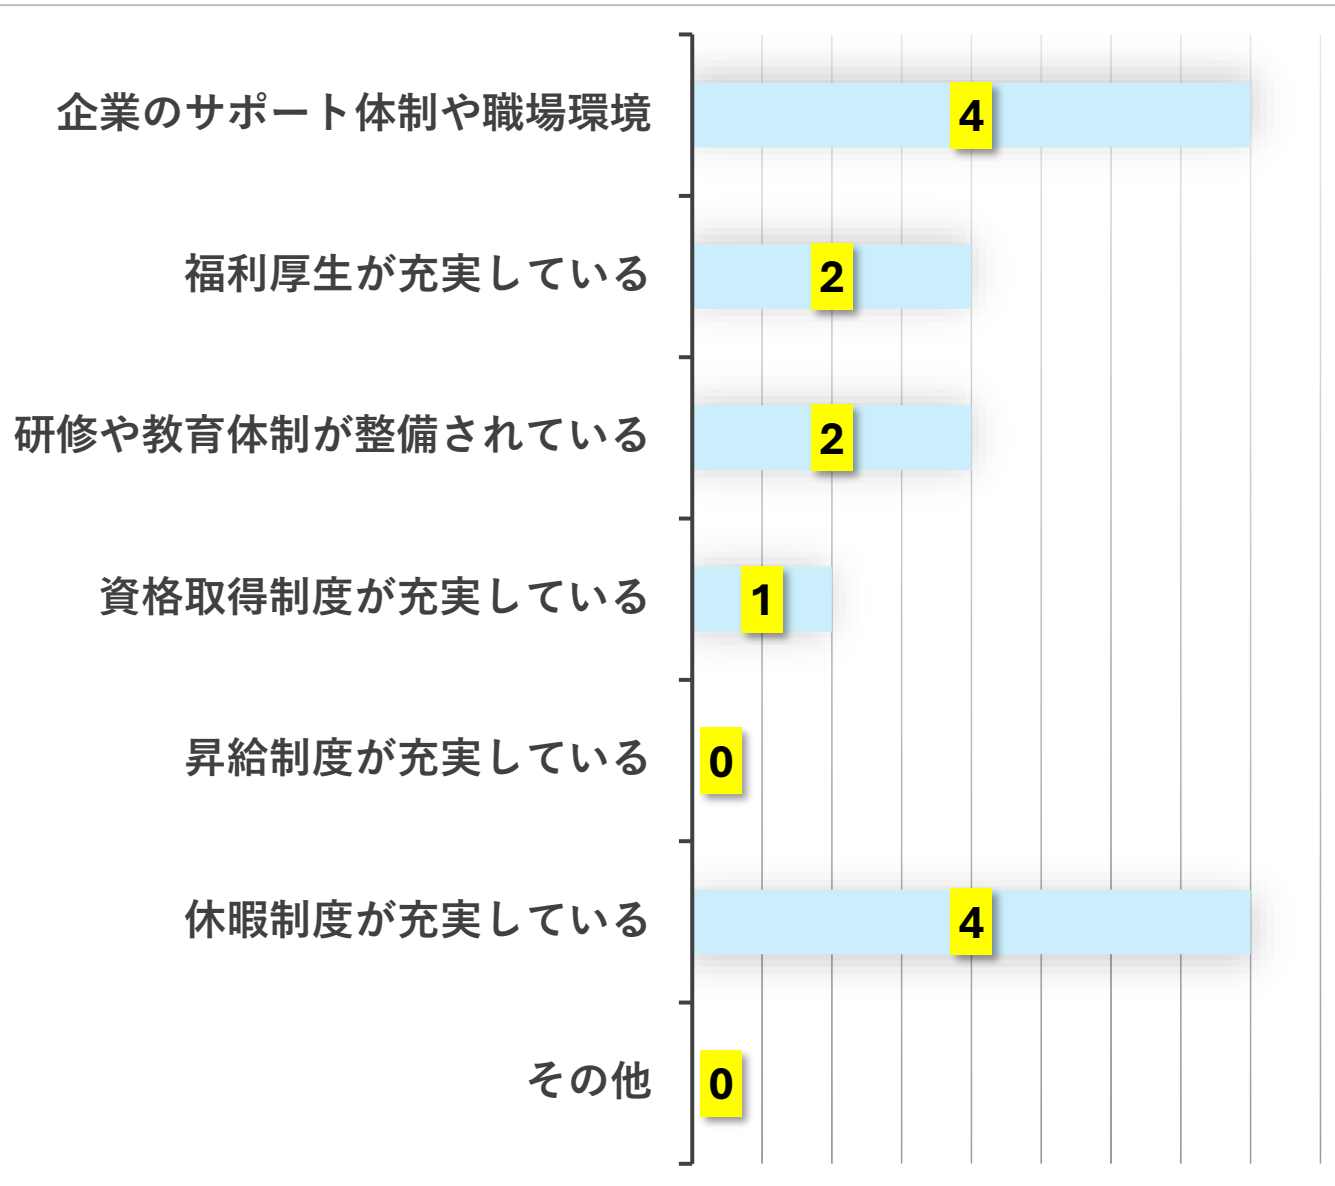 企業のサポート体制や職場環境
4
福利厚生が充実している
2
研修や教育体制が整備されている
2
資格取得制度が充実している
1
昇給制度が充実している
0
休暇制度が充実している
4
その他
0